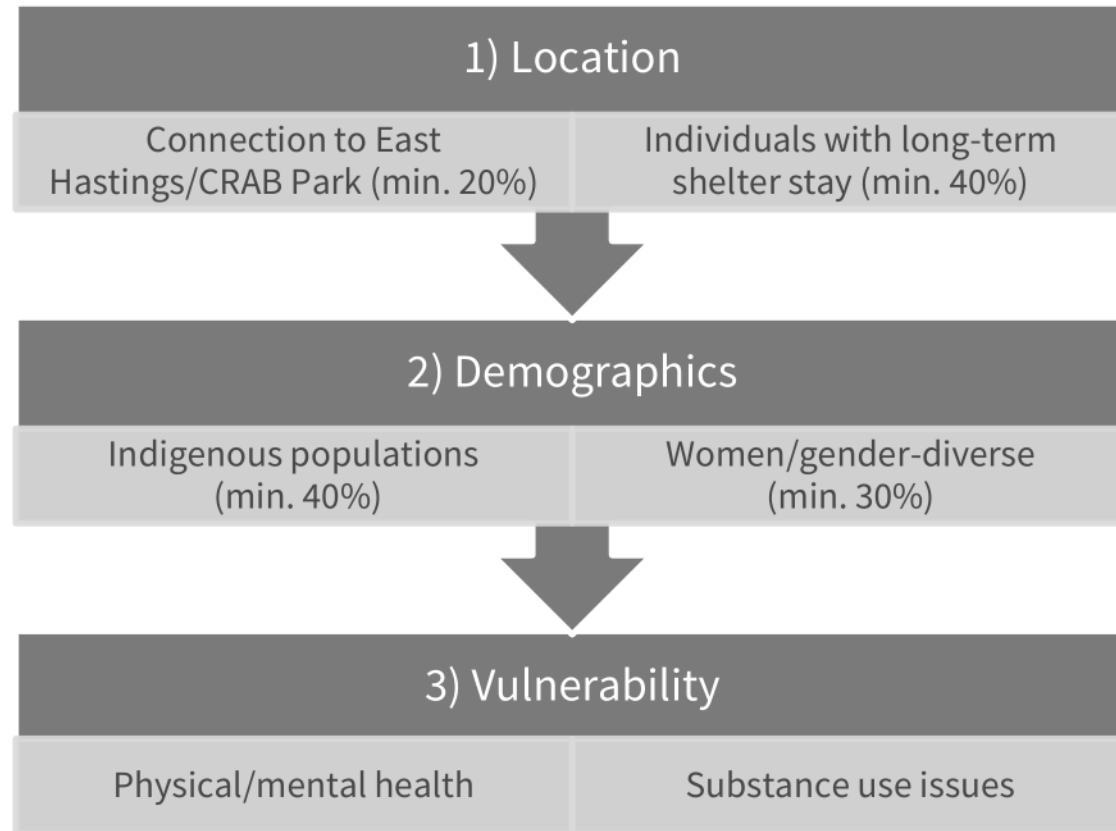 1) Location
Connection to East
Hastings/CRAB Park (min. 20%)
Individuals with long-term
shelter stay (min. 40%)
2) Demographics
Indigenous populations
(min. 40%)
Women/gender-diverse
(min. 30%)
3) Vulnerability
Physical/mental health
Substance use issues